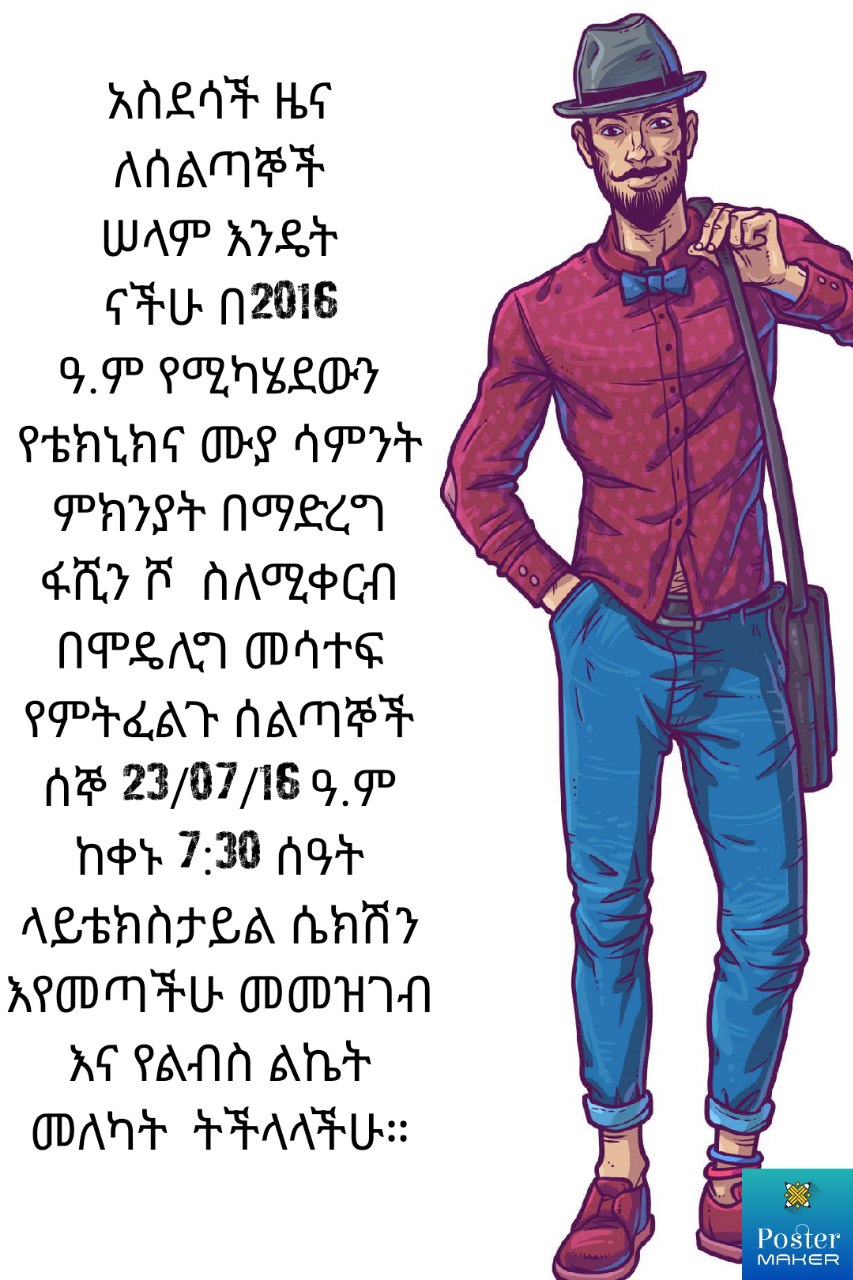 አስደሳች ዜና
ለሰልጣኞች
ሠላም እንዴት
ናችሁ በ2016
ዓ.ም የሚካሄደውን
የቴክኒክና ሙያ ሳምንት
ምክንያት በማድረግ
ፋሺን ሾ ስለሚቀርብ
በሞዴሊግ መሳተፍ
የምትፈልጉ ሰልጣኞች
ሰኞ 23/07/16 ዓ.ም
ከቀኑ 7:30 ሰዓት
ላይቴክስታይል ሴክሽን
እየመጣችሁ መመዝገብ
እና የልብስ ልኬት
መለካት ትችላላችሁ።
Poster
MAKER